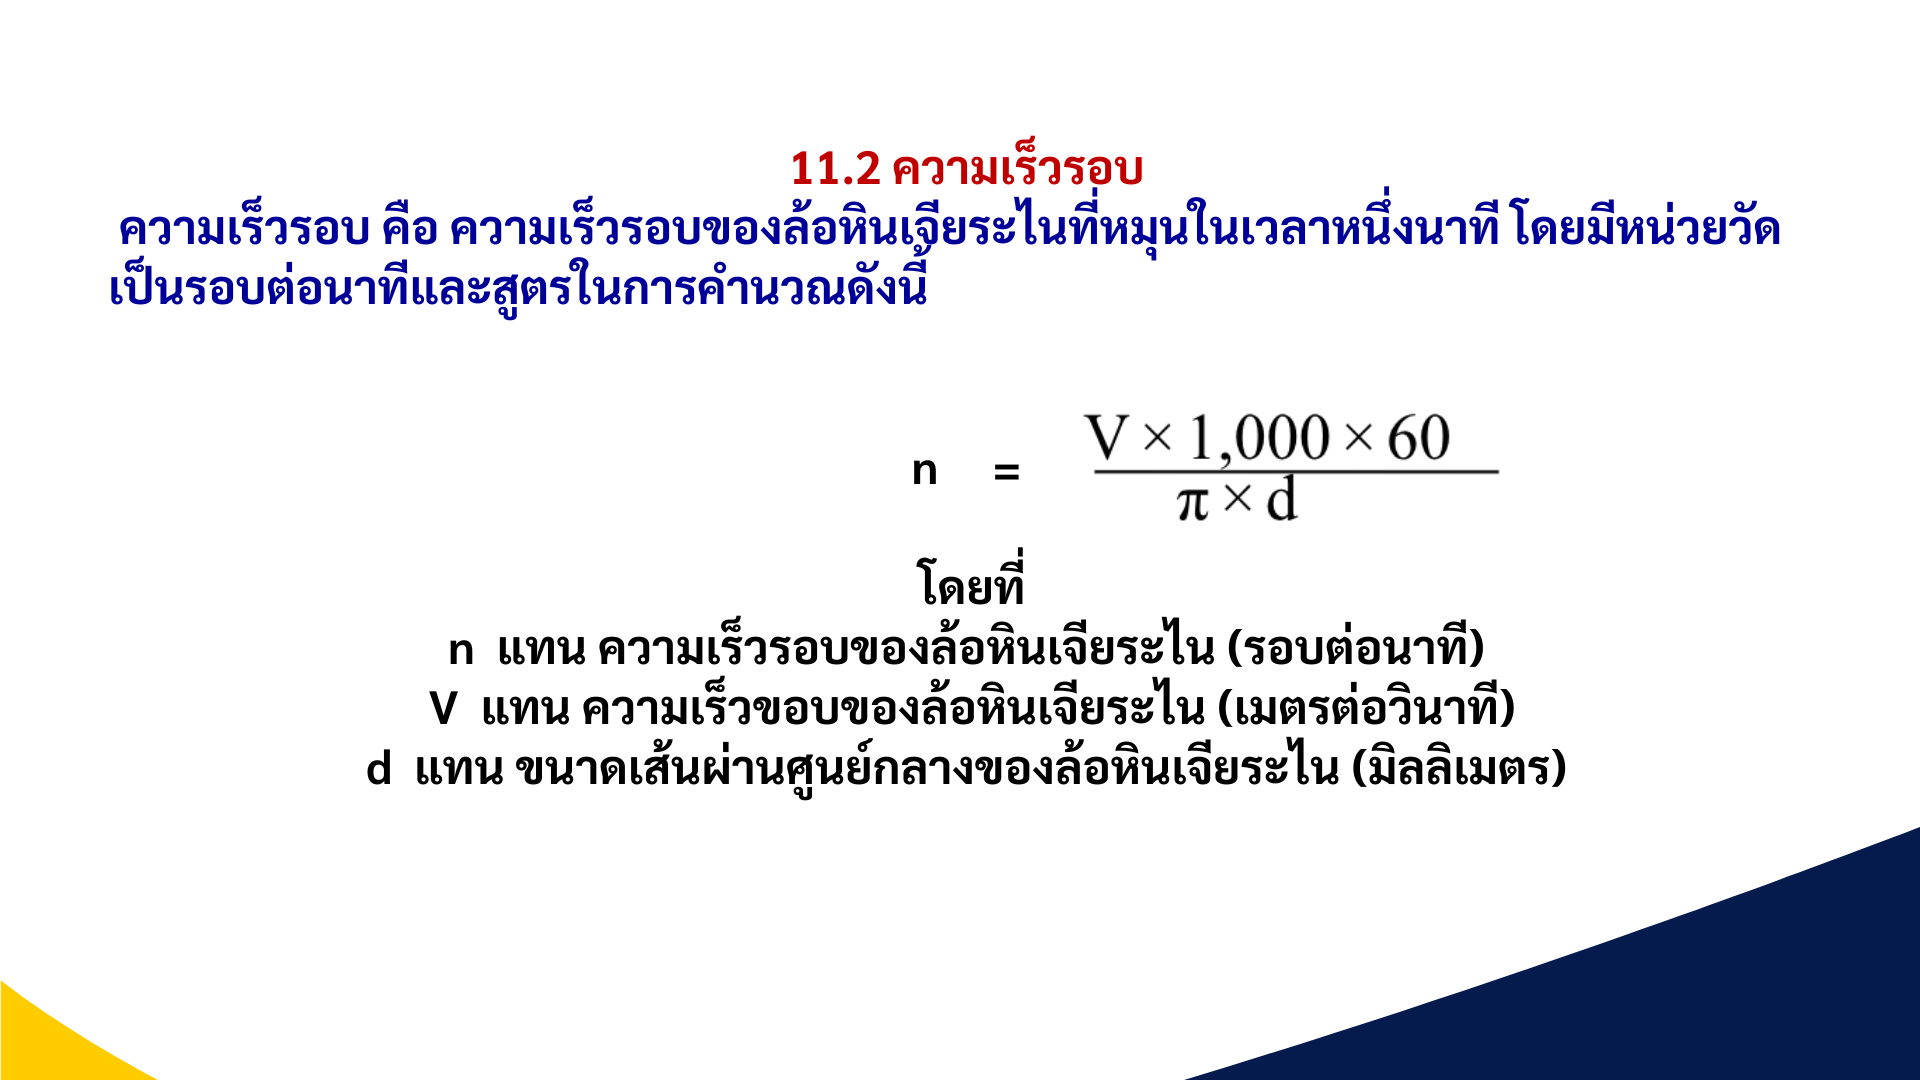 11.2 ความเร็วรอบ
ความเร็วรอบ คือ ความเร็วรอบของล้อหินเจียระไนที่หมุนในเวลาหนึ่งนาที โดยมีหน่วยวัด
เป็นรอบต่อนาทีและสูตรในการคำนวณดังนี้
V × 1,000 × 60
n =
π × d
โดยที่
n แทน ความเร็วรอบของล้อหินเจียระไน (รอบต่อนาที)
V แทน ความเร็วขอบของล้อหินเจียระไน (เมตรต่อวินาที)
d แทน ขนาดเส้นผ่านศูนย์กลางของล้อหินเจียระไน (มิลลิเมตร)